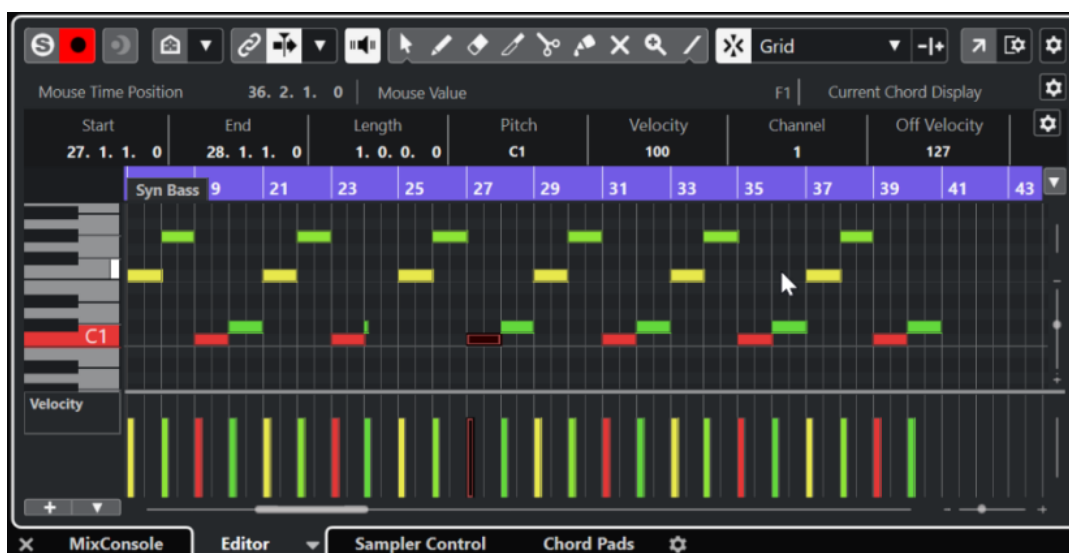 S Grid
Mouse Time Position 36. 2. 1. 0 Mouse Value F1 Current Chord Display
Start End Length Pitch Velocity Channel Off Velocity
27. 1. 1. 0 28. 1. 1. 0 1. 0. 0. 0 C1 100 1 127
Syn Bass 9 21 23 25 27 29 31 33 35 37 39 41 43
C1
Velocity
MixConsole Editor Sampler Control Chord Pads